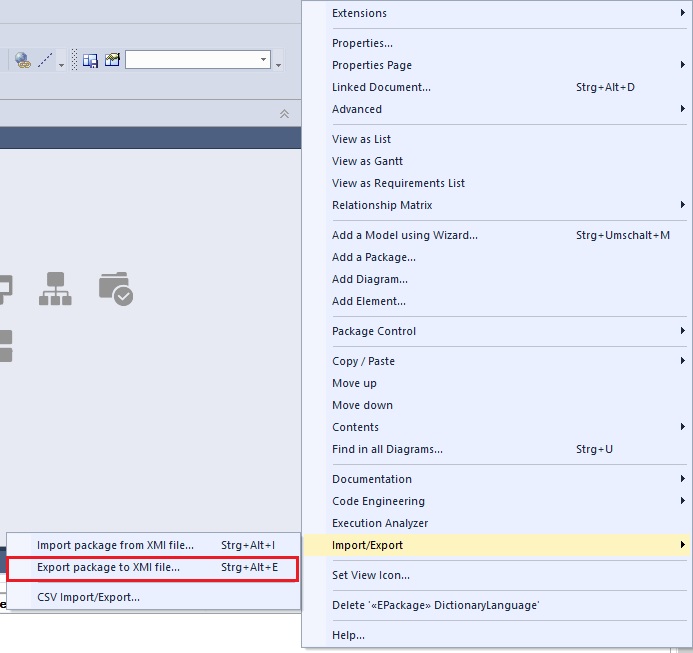 Extensions
Properties...
Properties Page
Linked Document... Strg+Alt+D
Advanced
View as List
View as Gantt
View as Requirements List
Relationship Matrix
Add a Model using Wizard... Strg+Umschalt+M
Add a Package...
Add Diagram...
Add Element...
Package Control
Copy / Paste
Move up
Move down
Contents
Find in all Diagrams... Strg+U
Documentation
Code Engineering
Execution Analyzer
Import/Export
Set View Icon...
Delete '«EPackage» DictionaryLanguage'
Help...
Import package from XMI file... Strg+Alt+I
Export package to XMI file... Strg+Alt+E
CSV Import/Export...